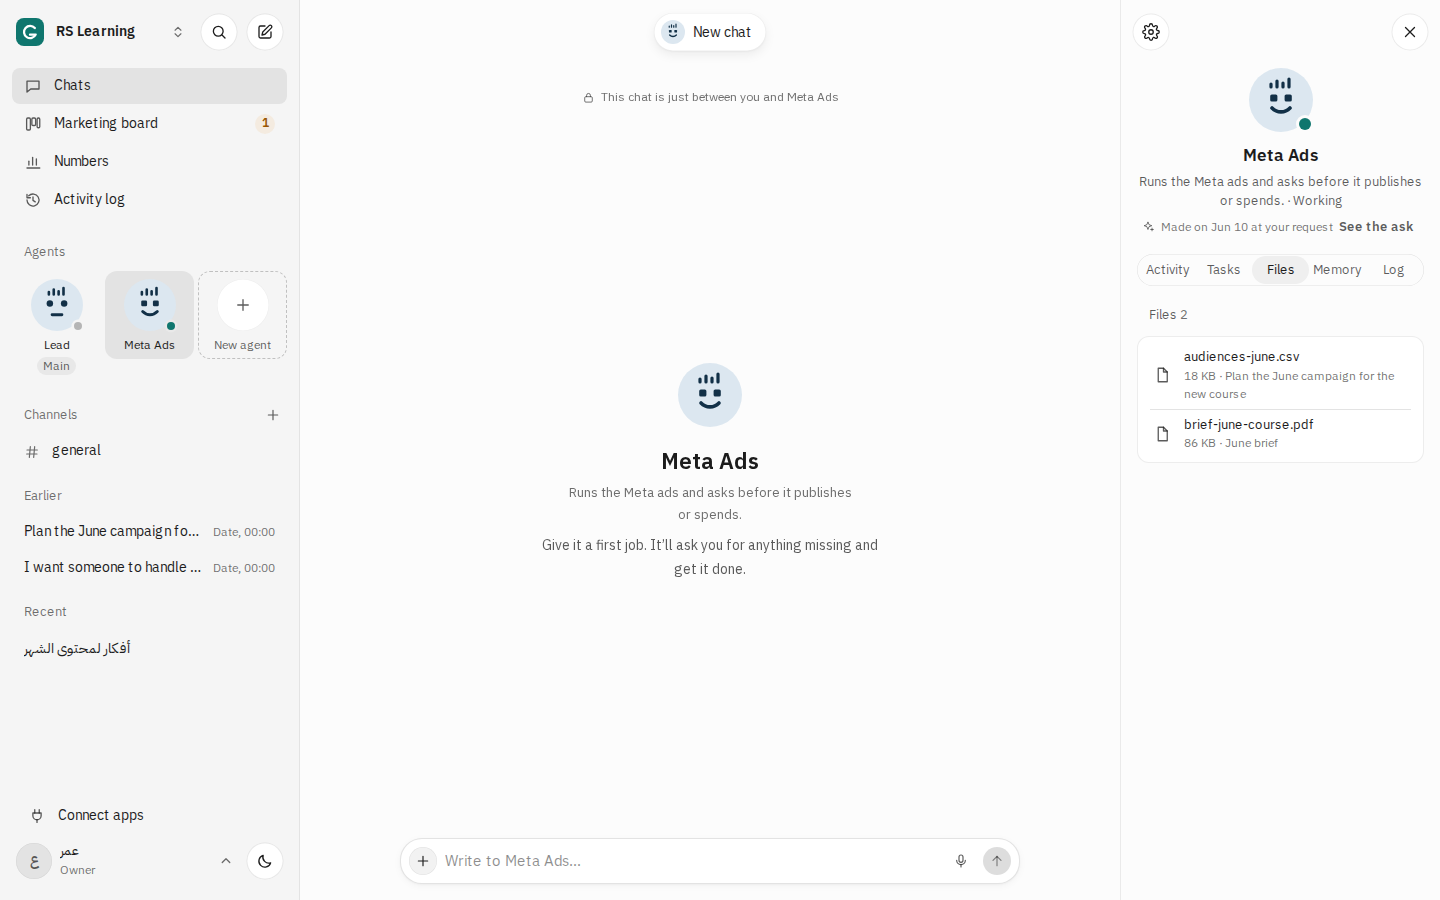 RS Learning
Chats
Marketing board 1
Numbers
Activity log
Agents
Lead
Main
Meta Ads
New agent
Channels
general
Earlier
Plan the June campaign fo... Date, 00:00
I want someone to handle ... Date, 00:00
Recent
أفكار لمحتوى الشهر
Connect apps
ع
عمر
Owner
New chat
This chat is just between you and Meta Ads
Meta Ads
Runs the Meta ads and asks before it publishes
or spends.
Give it a first job. It'll ask you for anything missing and
get it done.
Write to Meta Ads...
Meta Ads
Runs the Meta ads and asks before it publishes
or spends. · Working
Made on Jun 10 at your request See the ask
Activity Tasks Files Memory Log
Files 2
audiences-june.csv
18 KB · Plan the June campaign for the
new course
brief-june-course.pdf
86 KB · June brief